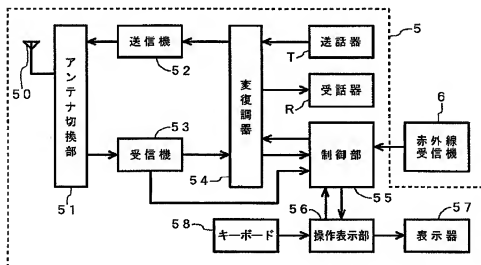 送信機
52
送話器
T
5
50
アンテナ切換部
51
変復調器
54
受話器
R
6
赤外線
受信機
53
受信機
制御部
55
58
キーボード
56
操作表示部
57
表示器